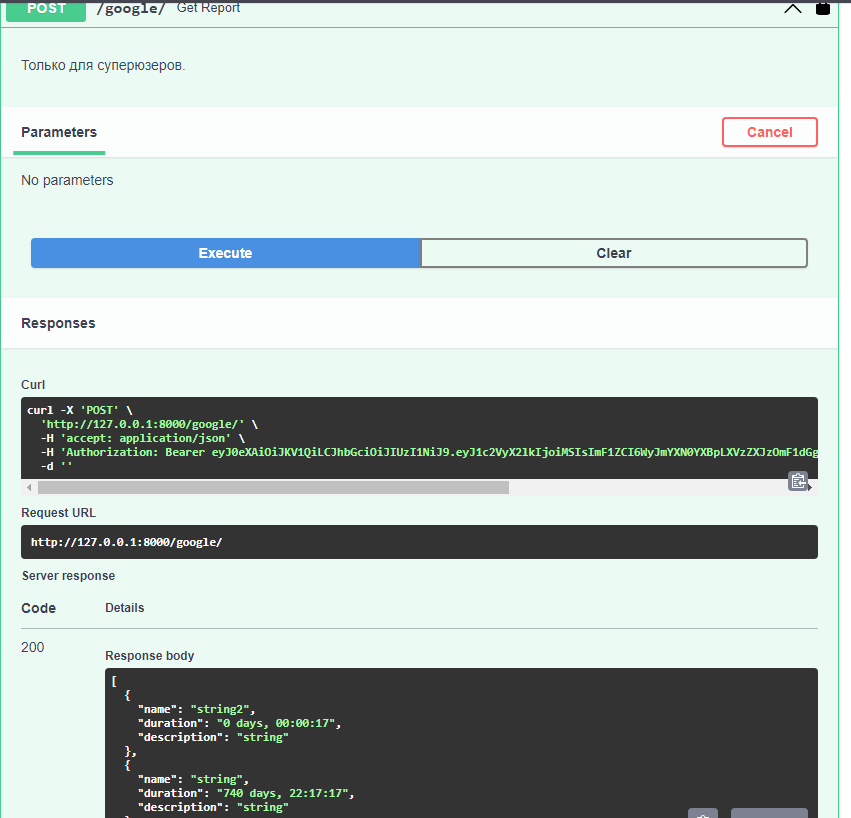 POST /google/ Get Report
Только для суперюзеров.
Parameters
Cancel
No parameters
Execute
Clear
Responses
Curl
curl -X 'POST' \
'http://127.0.0.1:8000/google/' \
-H 'accept: application/json' \
-H 'Authorization: Bearer eyJ0eXAiOiJKV1QiLCJhbGciOiJIUzI1NiJ9.eyJ1c2VyX2lkIjoiMSIsImF1ZCI6WyJmYXN0YXBpLXVzZXJzOmF1dGg
-d ''
Request URL
http://127.0.0.1:8000/google/
Server response
Code Details
200
Response body
[
{
"name": "string2",
"duration": "0 days, 00:00:17",
"description": "string"
},
{
"name": "string",
"duration": "740 days, 22:17:17",
"description": "string"